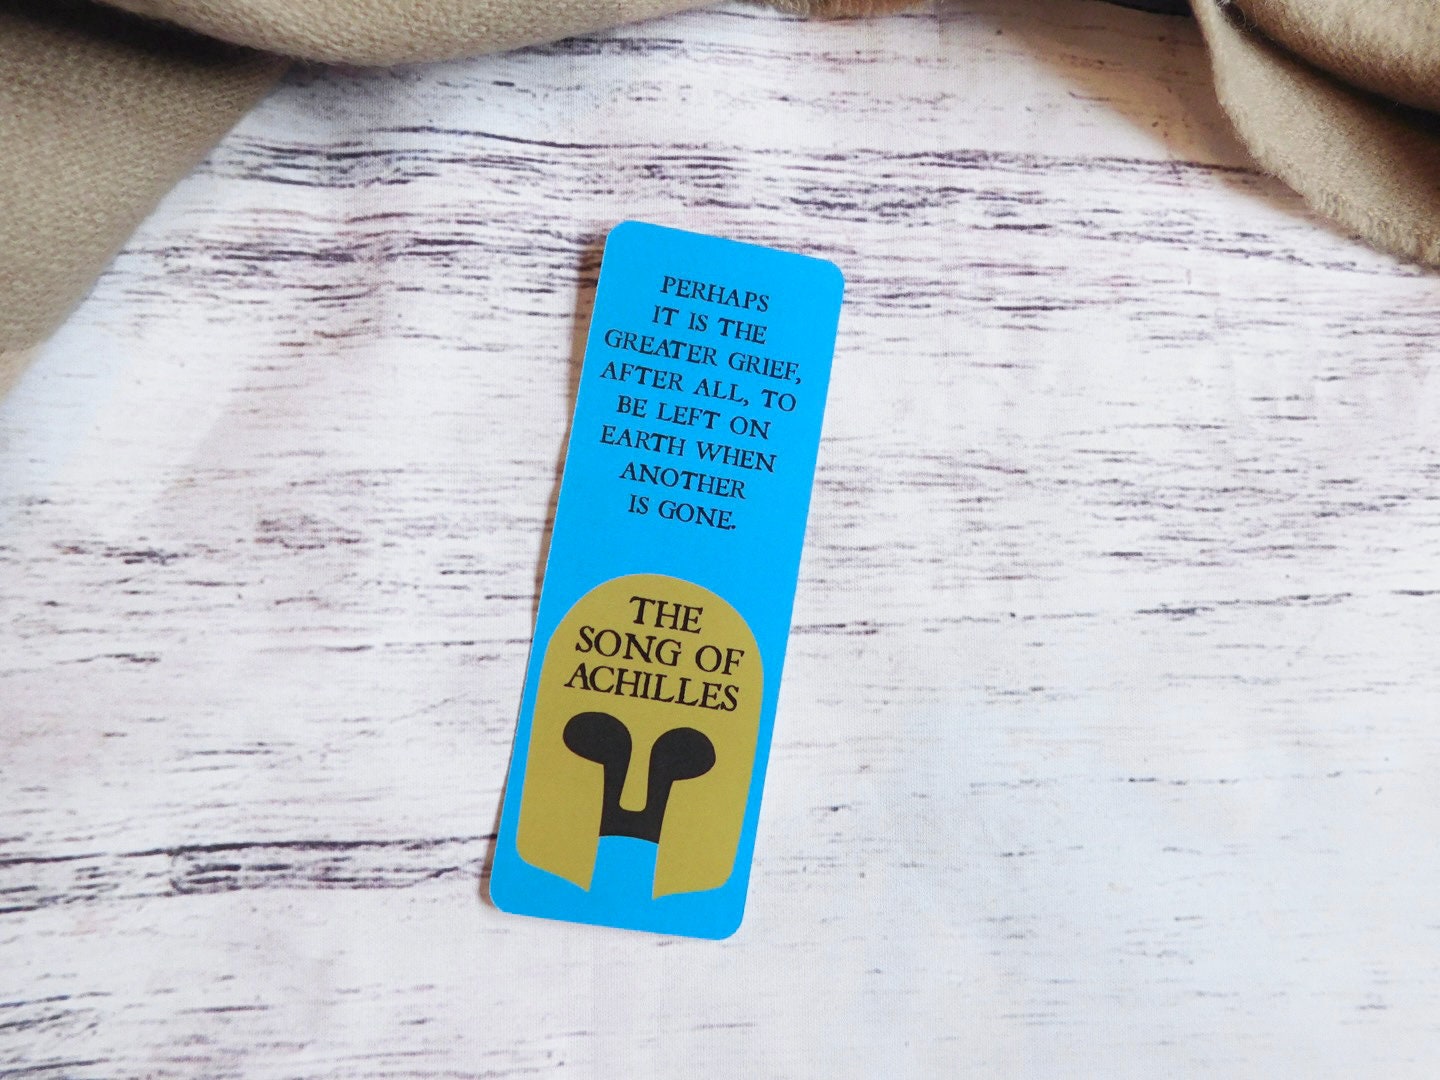 PERHAPS
IT IS THE
GREATER GRIEF,
AFTER ALL, TO
BE LEFT ON
EARTH WHEN
ANOTHER
IS GONE.
THE
SONG OF
ACHILLES